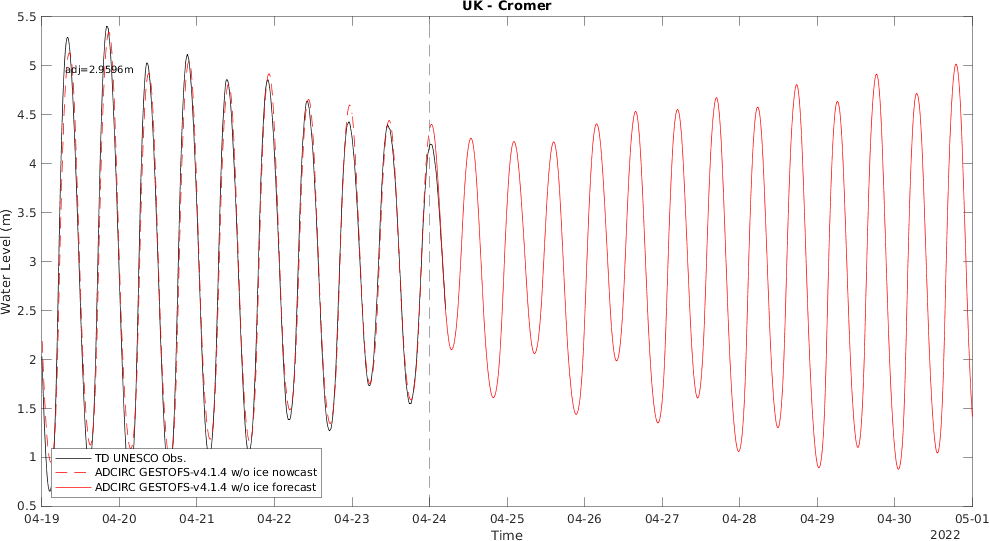 UK - Cromer
5.5
5
4.5
4
3.5
3
2.5
2
1.5
1
0.5
Water Level (m)
adj=2.9596m
TD UNESCO Obs.
ADCIRC GESTOFS-v4.1.4 w/o ice nowcast
ADCIRC GESTOFS-v4.1.4 w/o ice forecast
04-19 04-20 04-21 04-22 04-23 04-24 04-25 04-26 04-27 04-28 04-29 04-30 05-01
Time
2022